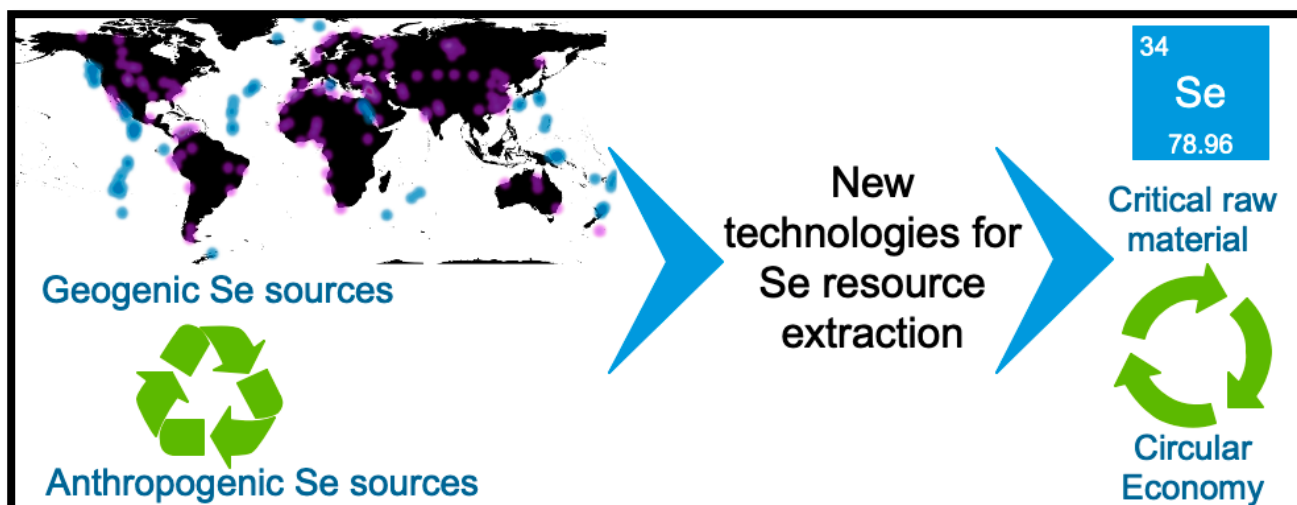 Geogenic Se sources
Anthropogenic Se sources
New
technologies for
Se resource
extraction
34
Se
78.96
Critical raw
material
Circular
Economy